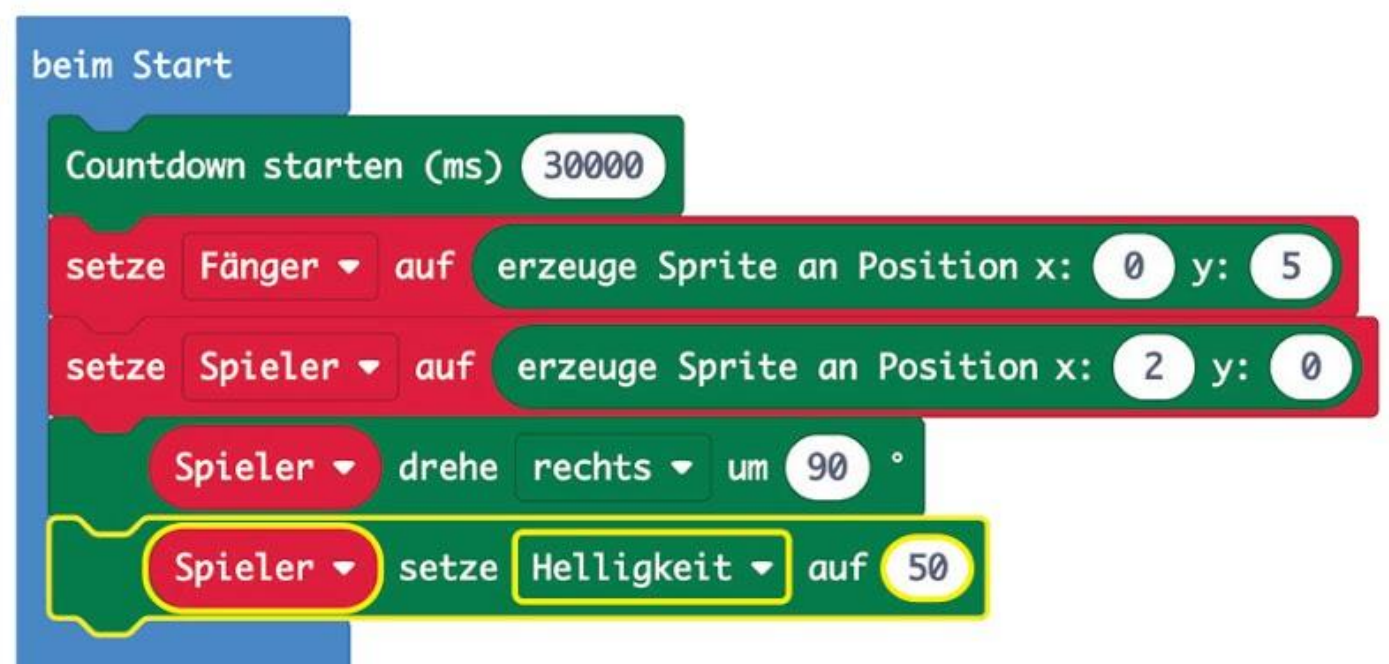 beim Start
Countdown starten (ms) 30000
setze Fänger auf erzeuge Sprite an Position x: 0 y: 5
setze Spieler auf erzeuge Sprite an Position x: 2 y: 0
Spieler drehe rechts um 90 °
Spieler setze Helligkeit auf 50